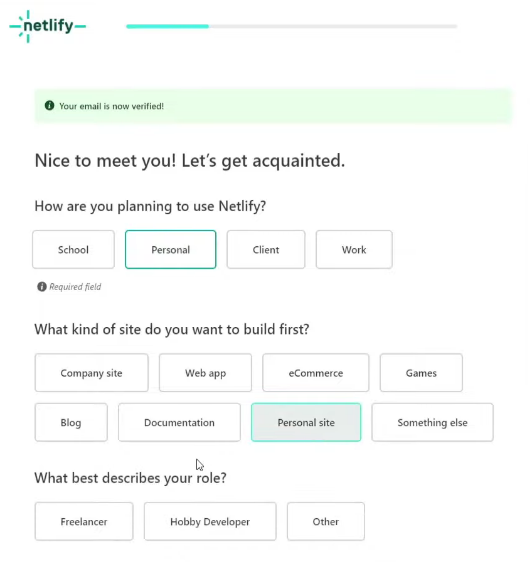 netlify
Your email is now verified!
Nice to meet you! Let's get acquainted.
How are you planning to use Netlify?
School Personal Client Work
Required field
What kind of site do you want to build first?
Company site Web app eCommerce Games
Blog Documentation Personal site Something else
What best describes your role?
Freelancer Hobby Developer Other